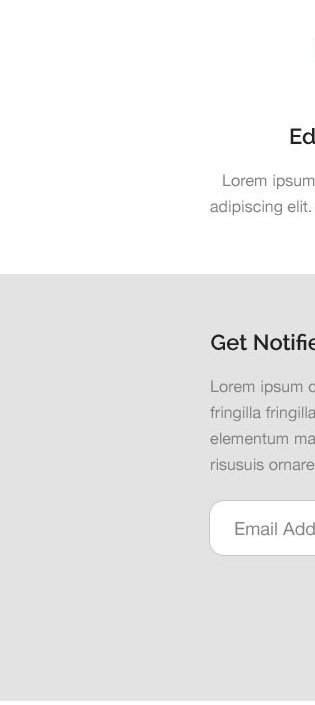 Ed
Lorem ipsum
adipiscing elit.
Get Notifie
Lorem ipsum
fringilla fringilla
elementum ma
risusuis ornare
Email Add